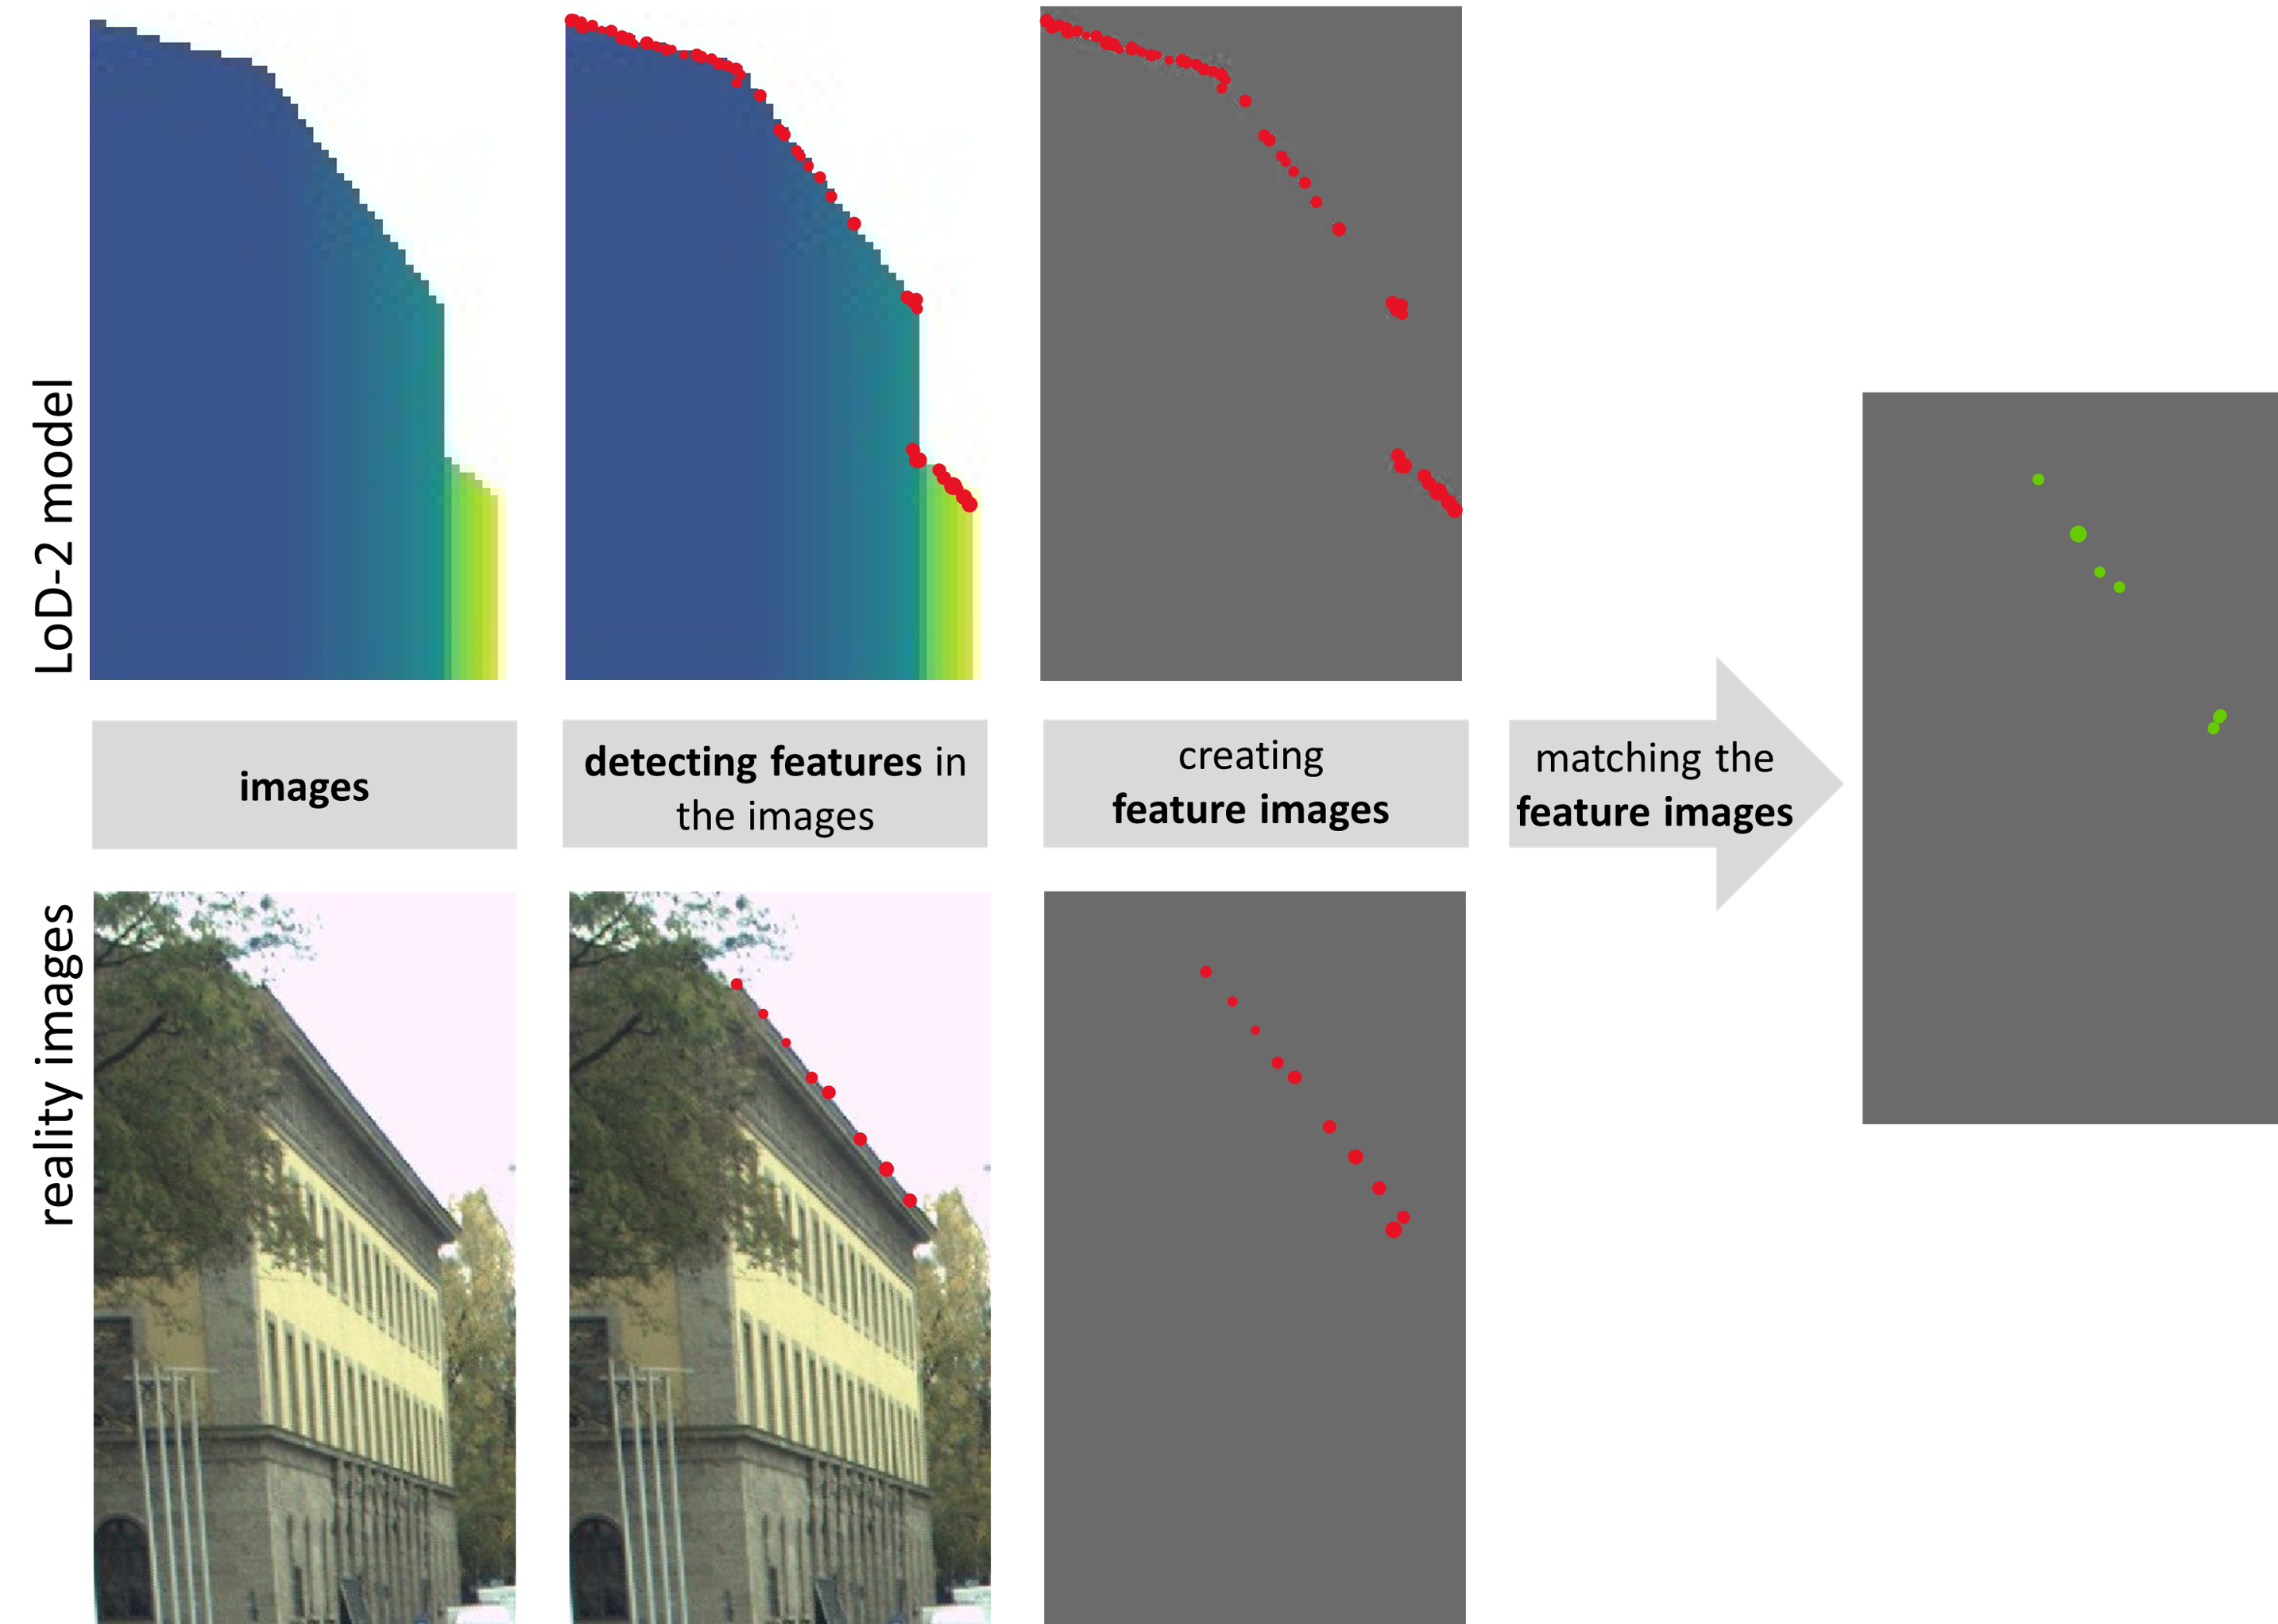 LoD-2 model
images
detecting features in
the images
creating
feature images
matching the
feature images
reality images